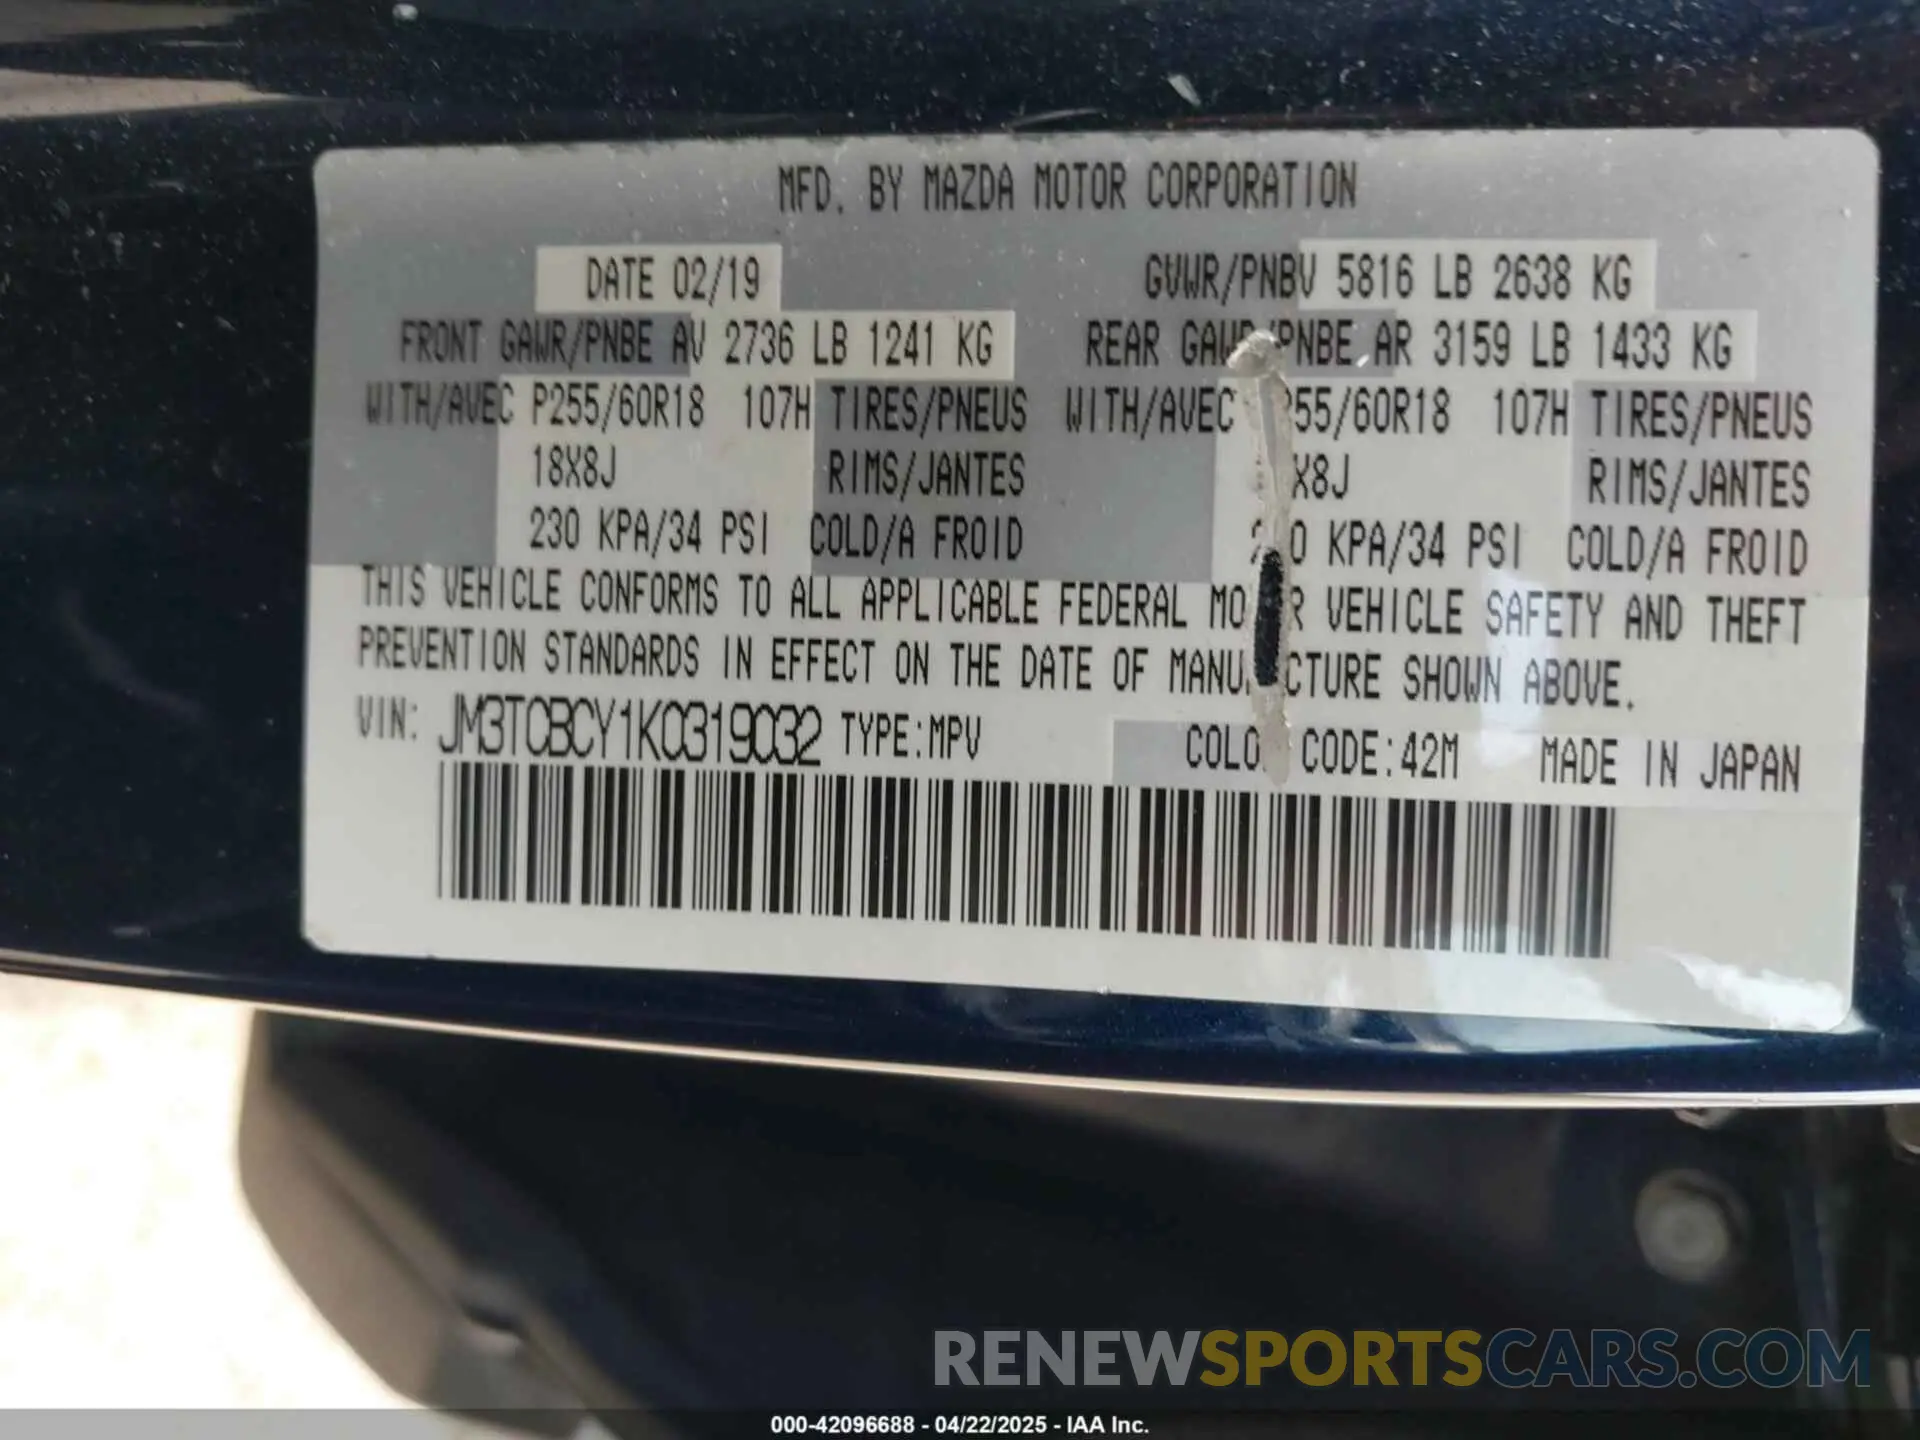 MFD. BY MAZDA MOTOR CORPORATION
DATE 02/19 GVWR/PNBV 5816 LB 2638 KG
FRONT GAWR/PNBE AV 2736 LB 1241 KG REAR GAWR/PNBE AR 3159 LB 1433 KG
WITH/AVEC P255/60R18 107H TIRES/PNEUS WITH/AVEC 255/60R18 107H TIRES/PNEUS
18X8J RIMS/JANTES X8J RIMS/JANTES
230 KPA/34 PSI COLD/A FROID 2 0 KPA/34 PSI COLD/A FROID
THIS VEHICLE CONFORMS TO ALL APPLICABLE FEDERAL MOTOR VEHICLE SAFETY AND THEFT
PREVENTION STANDARDS IN EFFECT ON THE DATE OF MANUFACTURE SHOWN ABOVE.
VIN: JM3TCBCY1K0319032 TYPE:MPV COLOR CODE:42M MADE IN JAPAN
RENEWSPORTSCARS.COM
000-42096688 - 04/22/2025 - IAA Inc.